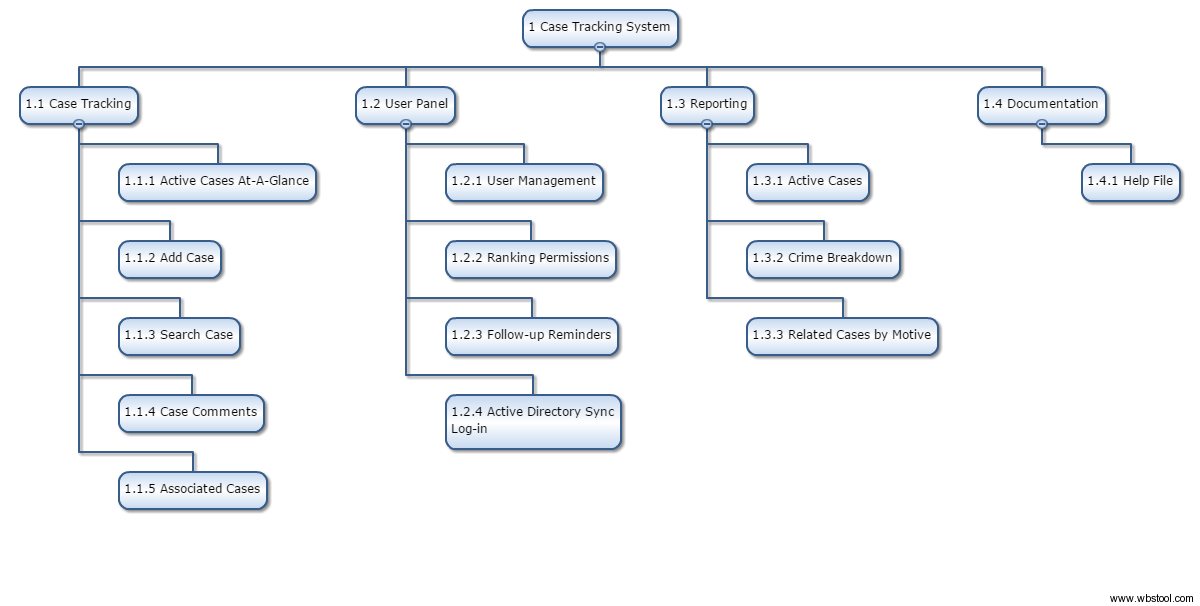 1 Case Tracking System
1.1 Case Tracking
1.2 User Panel
1.3 Reporting
1.4 Documentation
1.1.1 Active Cases At-A-Glance
1.2.1 User Management
1.3.1 Active Cases
1.4.1 Help File
1.1.2 Add Case
1.2.2 Ranking Permissions
1.3.2 Crime Breakdown
1.1.3 Search Case
1.2.3 Follow-up Reminders
1.3.3 Related Cases by Motive
1.1.4 Case Comments
1.2.4 Active Directory Sync
Log-in
1.1.5 Associated Cases
www.wbstool.com